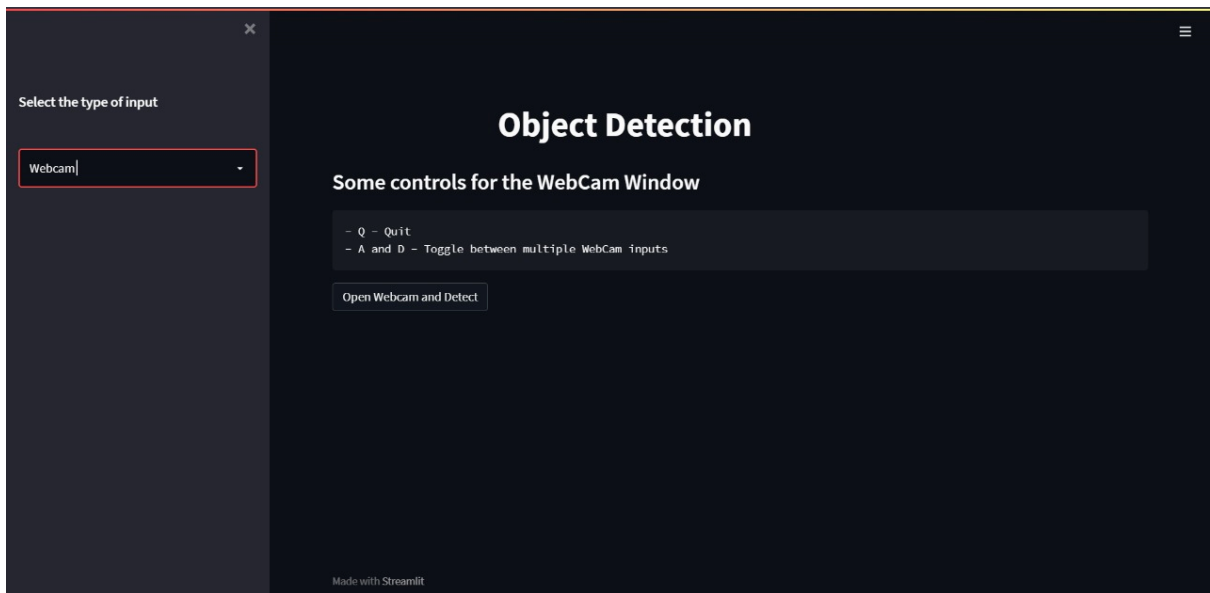 Select the type of input
Webcam
Object Detection
Some controls for the WebCam Window
- Q - Quit
- A and D - Toggle between multiple WebCam inputs
Open Webcam and Detect
Made with Streamlit